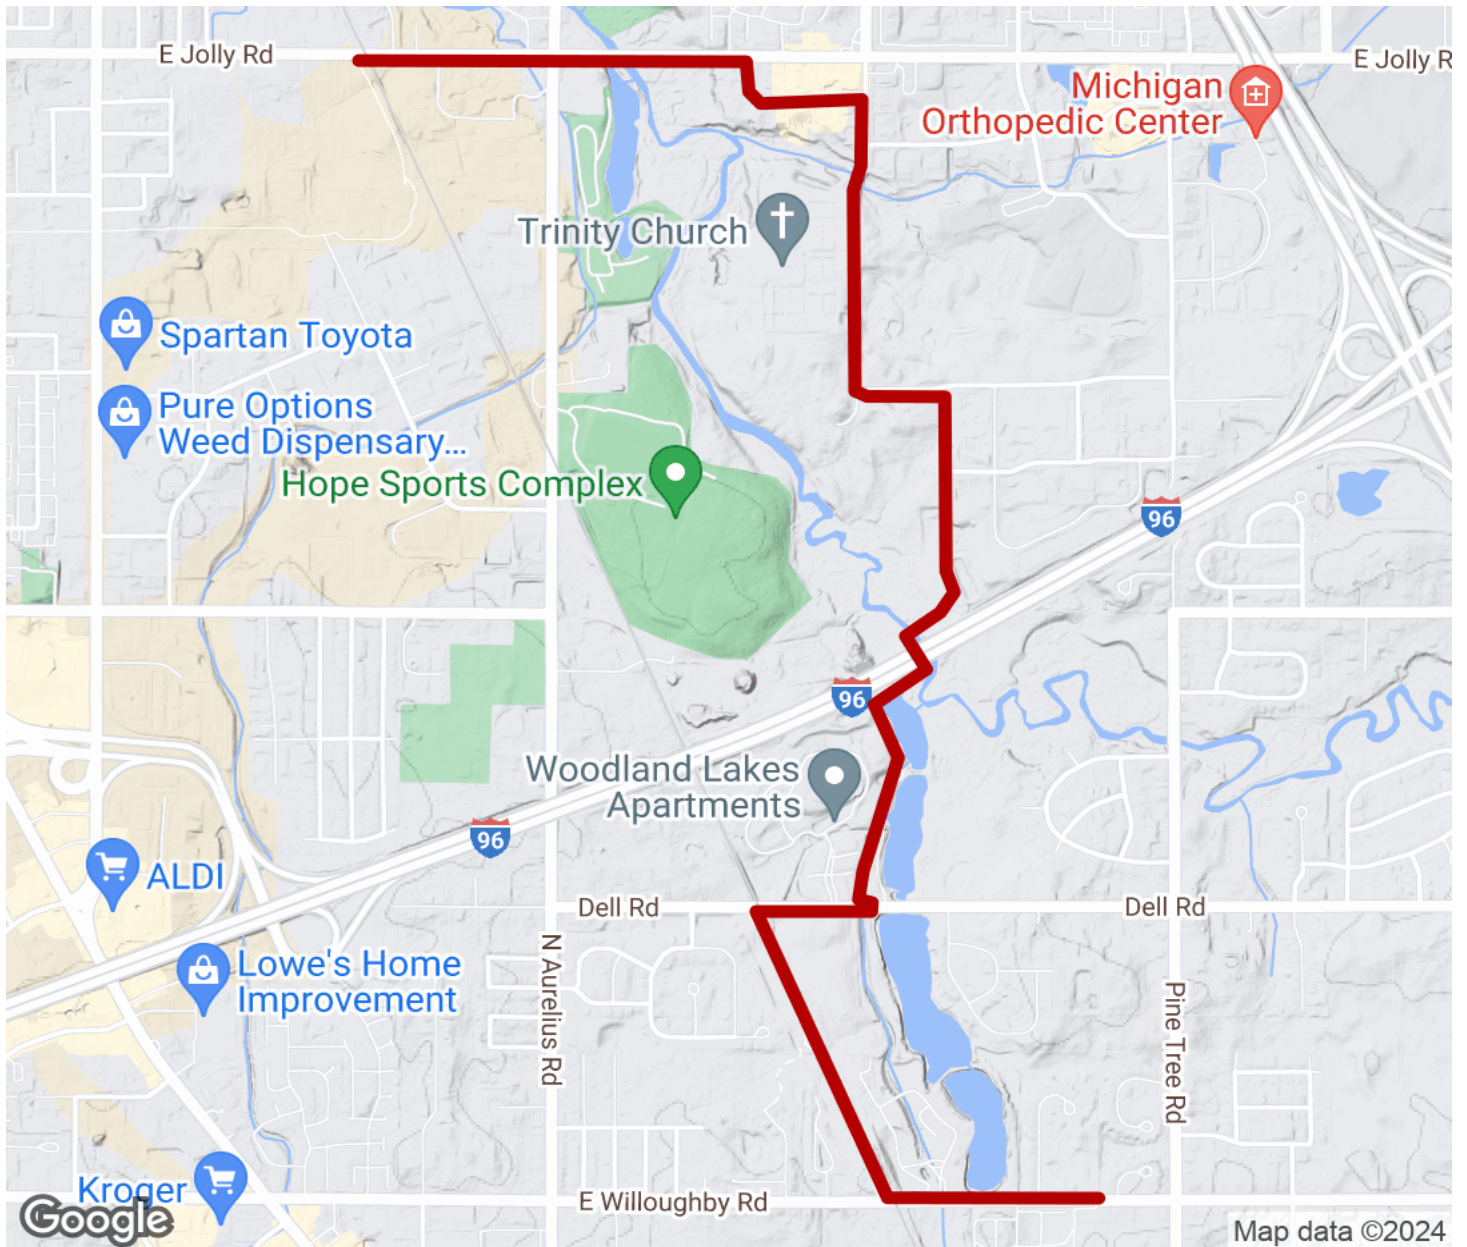 E Jolly Rd
E Jolly R
Michigan
Orthopedic Center
Trinity Church
Spartan Toyota
Pure Options
Weed Dispensary...
Hope Sports Complex
96
96
Woodland Lakes
Apartments
96
ALDI
Dell Rd
Dell Rd
Lowe's Home
Improvement
N Aurelius Rd
Pine Tree Rd
Kroger
E Willoughby Rd
Google
Map data ©2024